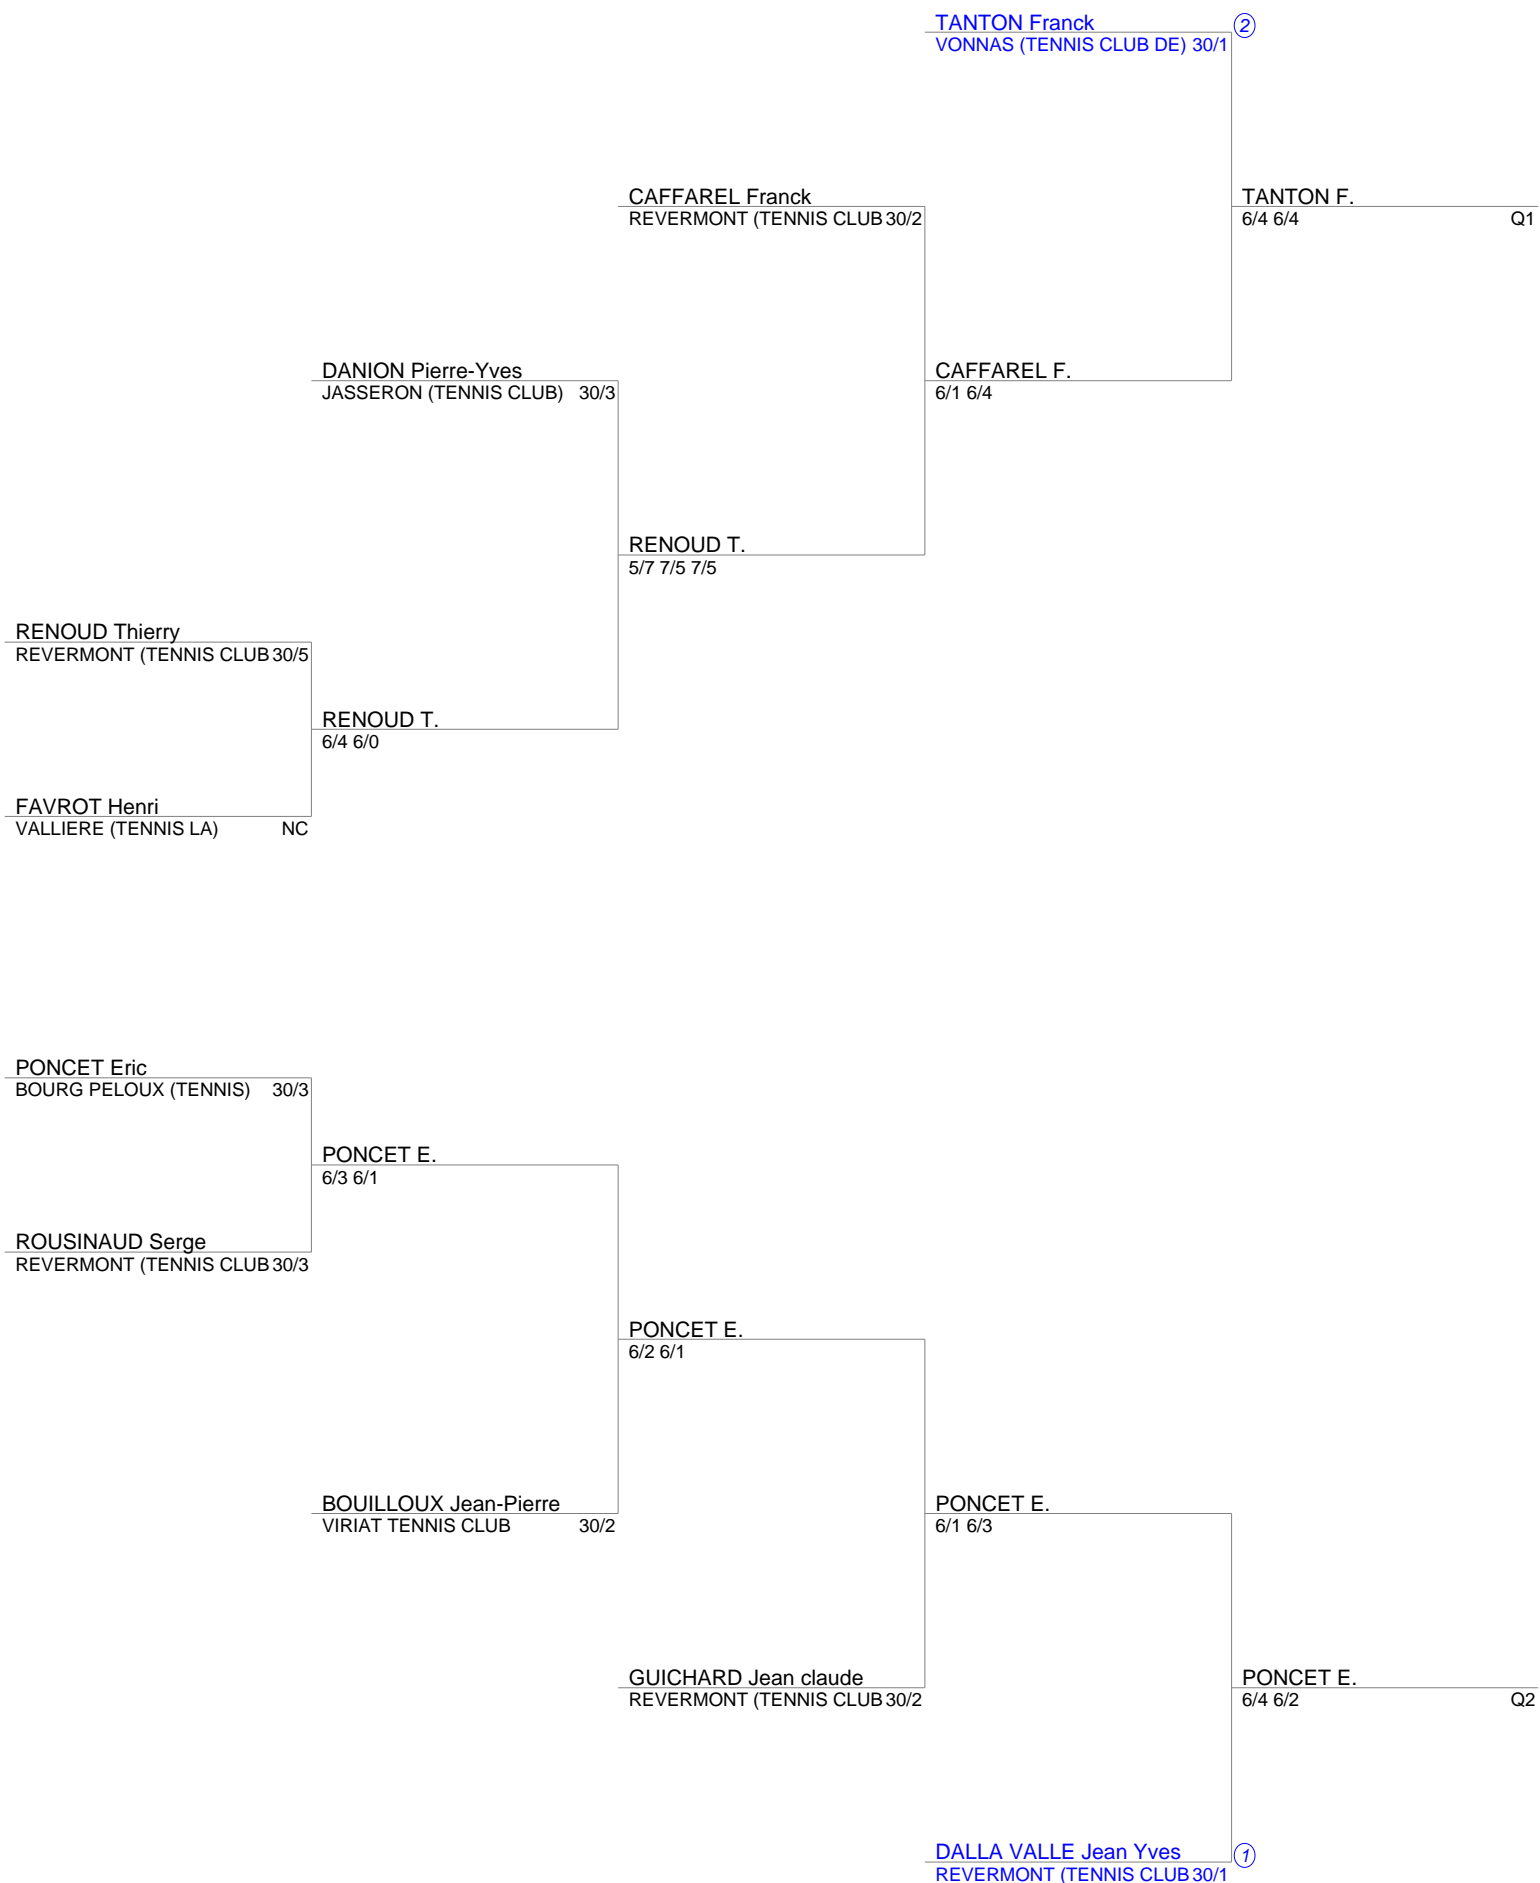 TANTON Franck 2
VONNAS (TENNIS CLUB DE) 30/1
CAFFAREL Franck
REVERMONT (TENNIS CLUB 30/2
TANTON F.
6/4 6/4 Q1
DANION Pierre-Yves
JASSERON (TENNIS CLUB) 30/3
CAFFAREL F.
6/1 6/4
RENOUD T.
5/7 7/5 7/5
RENOUD Thierry
REVERMONT (TENNIS CLUB 30/5
RENOUD T.
6/4 6/0
FAVROT Henri
VALLIERE (TENNIS LA) NC
PONCET Eric
BOURG PELOUX (TENNIS) 30/3
PONCET E.
6/3 6/1
ROUSINAUD Serge
REVERMONT (TENNIS CLUB 30/3
PONCET E.
6/2 6/1
BOUILLOUX Jean-Pierre
VIRIAT TENNIS CLUB 30/2
PONCET E.
6/1 6/3
GUICHARD Jean claude
REVERMONT (TENNIS CLUB 30/2
PONCET E.
6/4 6/2 Q2
DALLA VALLE Jean Yves 1
REVERMONT (TENNIS CLUB 30/1